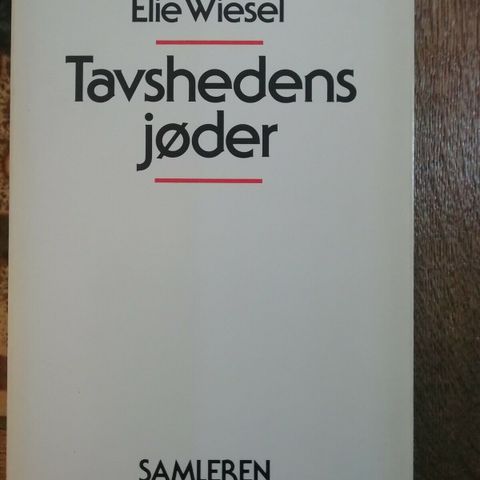 Elie Wiesel
Tavshedens
jøder
SAMLEREN